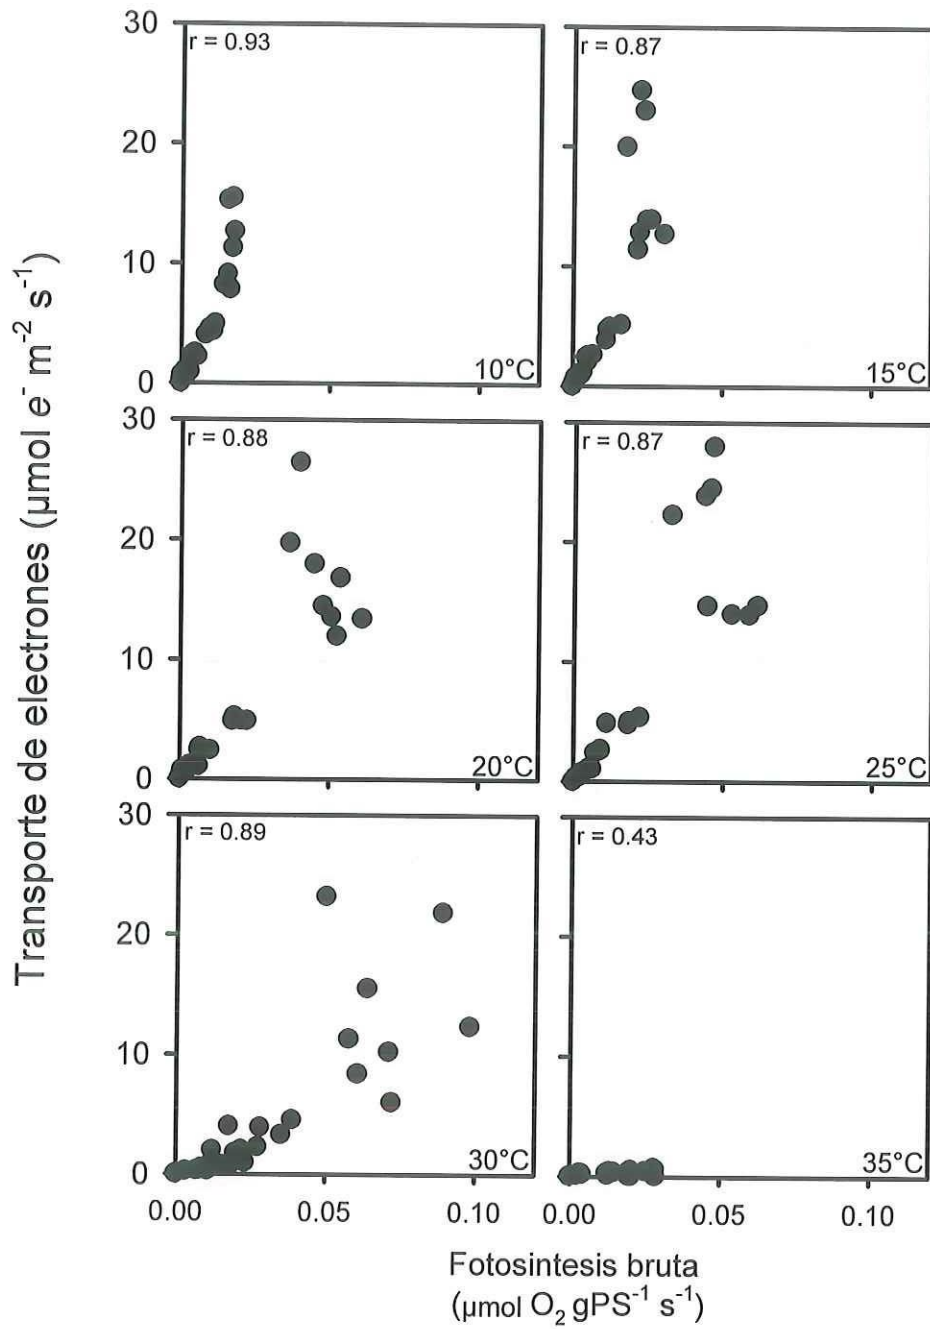 Transporte de electrones (µmol e⁻ m⁻² s⁻¹)
30
20
10
0
r = 0.93
10°C
r = 0.87
15°C
30
20
10
0
r = 0.88
20°C
r = 0.87
25°C
30
20
10
0
r = 0.89
30°C
r = 0.43
35°C
0.00 0.05 0.10 0.00 0.05 0.10
Fotosintesis bruta
(µmol O₂ gPS⁻¹ s⁻¹)